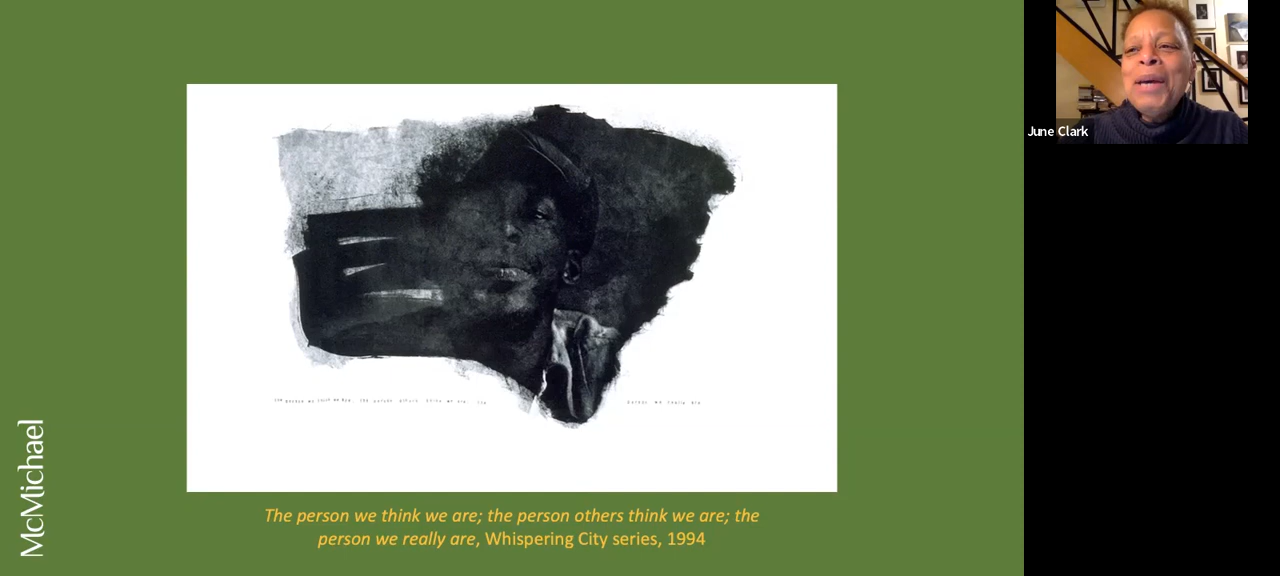 June Clark
McMichael
The person we think we are; the person others think we are; the
person we really are, Whispering City series, 1994